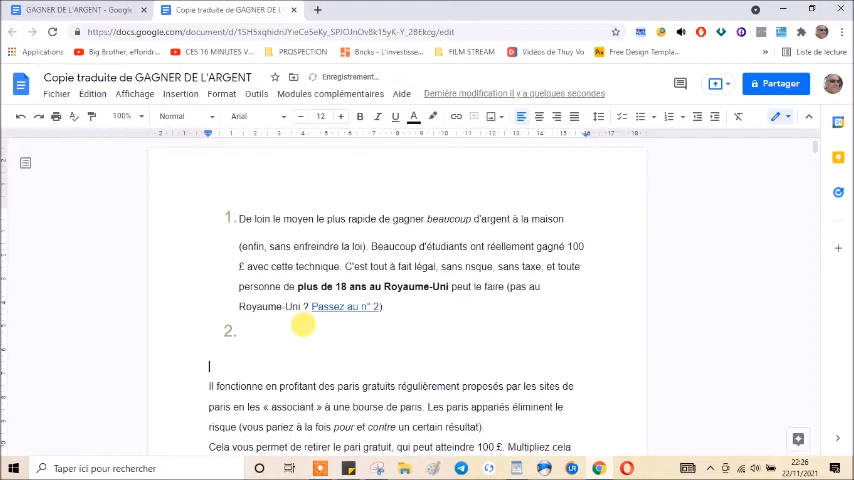 GAGNER DE L'ARGENT - Google
Copie traduite de GAGNER DE L'
https://docs.google.com/document/d/
/edit
Applications
Big Brother, effondr...
CES 16 MINUTES V...
PROSPECTION
Bricks - L'investisse...
FILM STREAM
Vidéos de Thuy Vo
Free Design Templa...
Liste de lecture
Copie traduite de GAGNER DE L'ARGENT
Enregistrement...
Fichier Édition Affichage Insertion Format Outils Modules complémentaires Aide
Dernière modification il y a quelques secondes
Partager
100% Normal Arial 12 B I U A
1. De loin le moyen le plus rapide de gagner beaucoup d'argent à la maison
(enfin, sans enfreindre la loi). Beaucoup d'étudiants ont réellement gagné 100
£ avec cette technique. C'est tout à fait légal, sans risque, sans taxe, et toute
personne de plus de 18 ans au Royaume-Uni peut le faire (pas au
Royaume-Uni ? Passez au n° 2)
2.
Il fonctionne en profitant des paris gratuits régulièrement proposés par les sites de
paris en les « associant » à une bourse de paris. Les paris appariés éliminent le
risque (vous pariez à la fois pour et contre un certain résultat).
Cela vous permet de retirer le pari gratuit, qui peut atteindre 100 £. Multipliez cela
Taper ici pour rechercher
22:26
22/11/2021